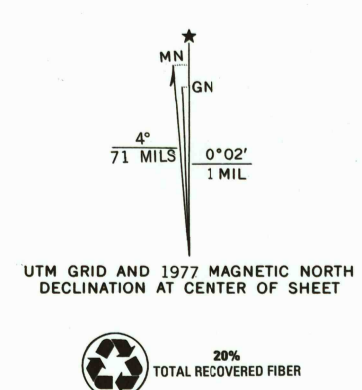 ★
MN
GN
4°
71 MILS
0°02′
1 MIL
UTM GRID AND 1977 MAGNETIC NORTH
DECLINATION AT CENTER OF SHEET
20%
TOTAL RECOVERED FIBER